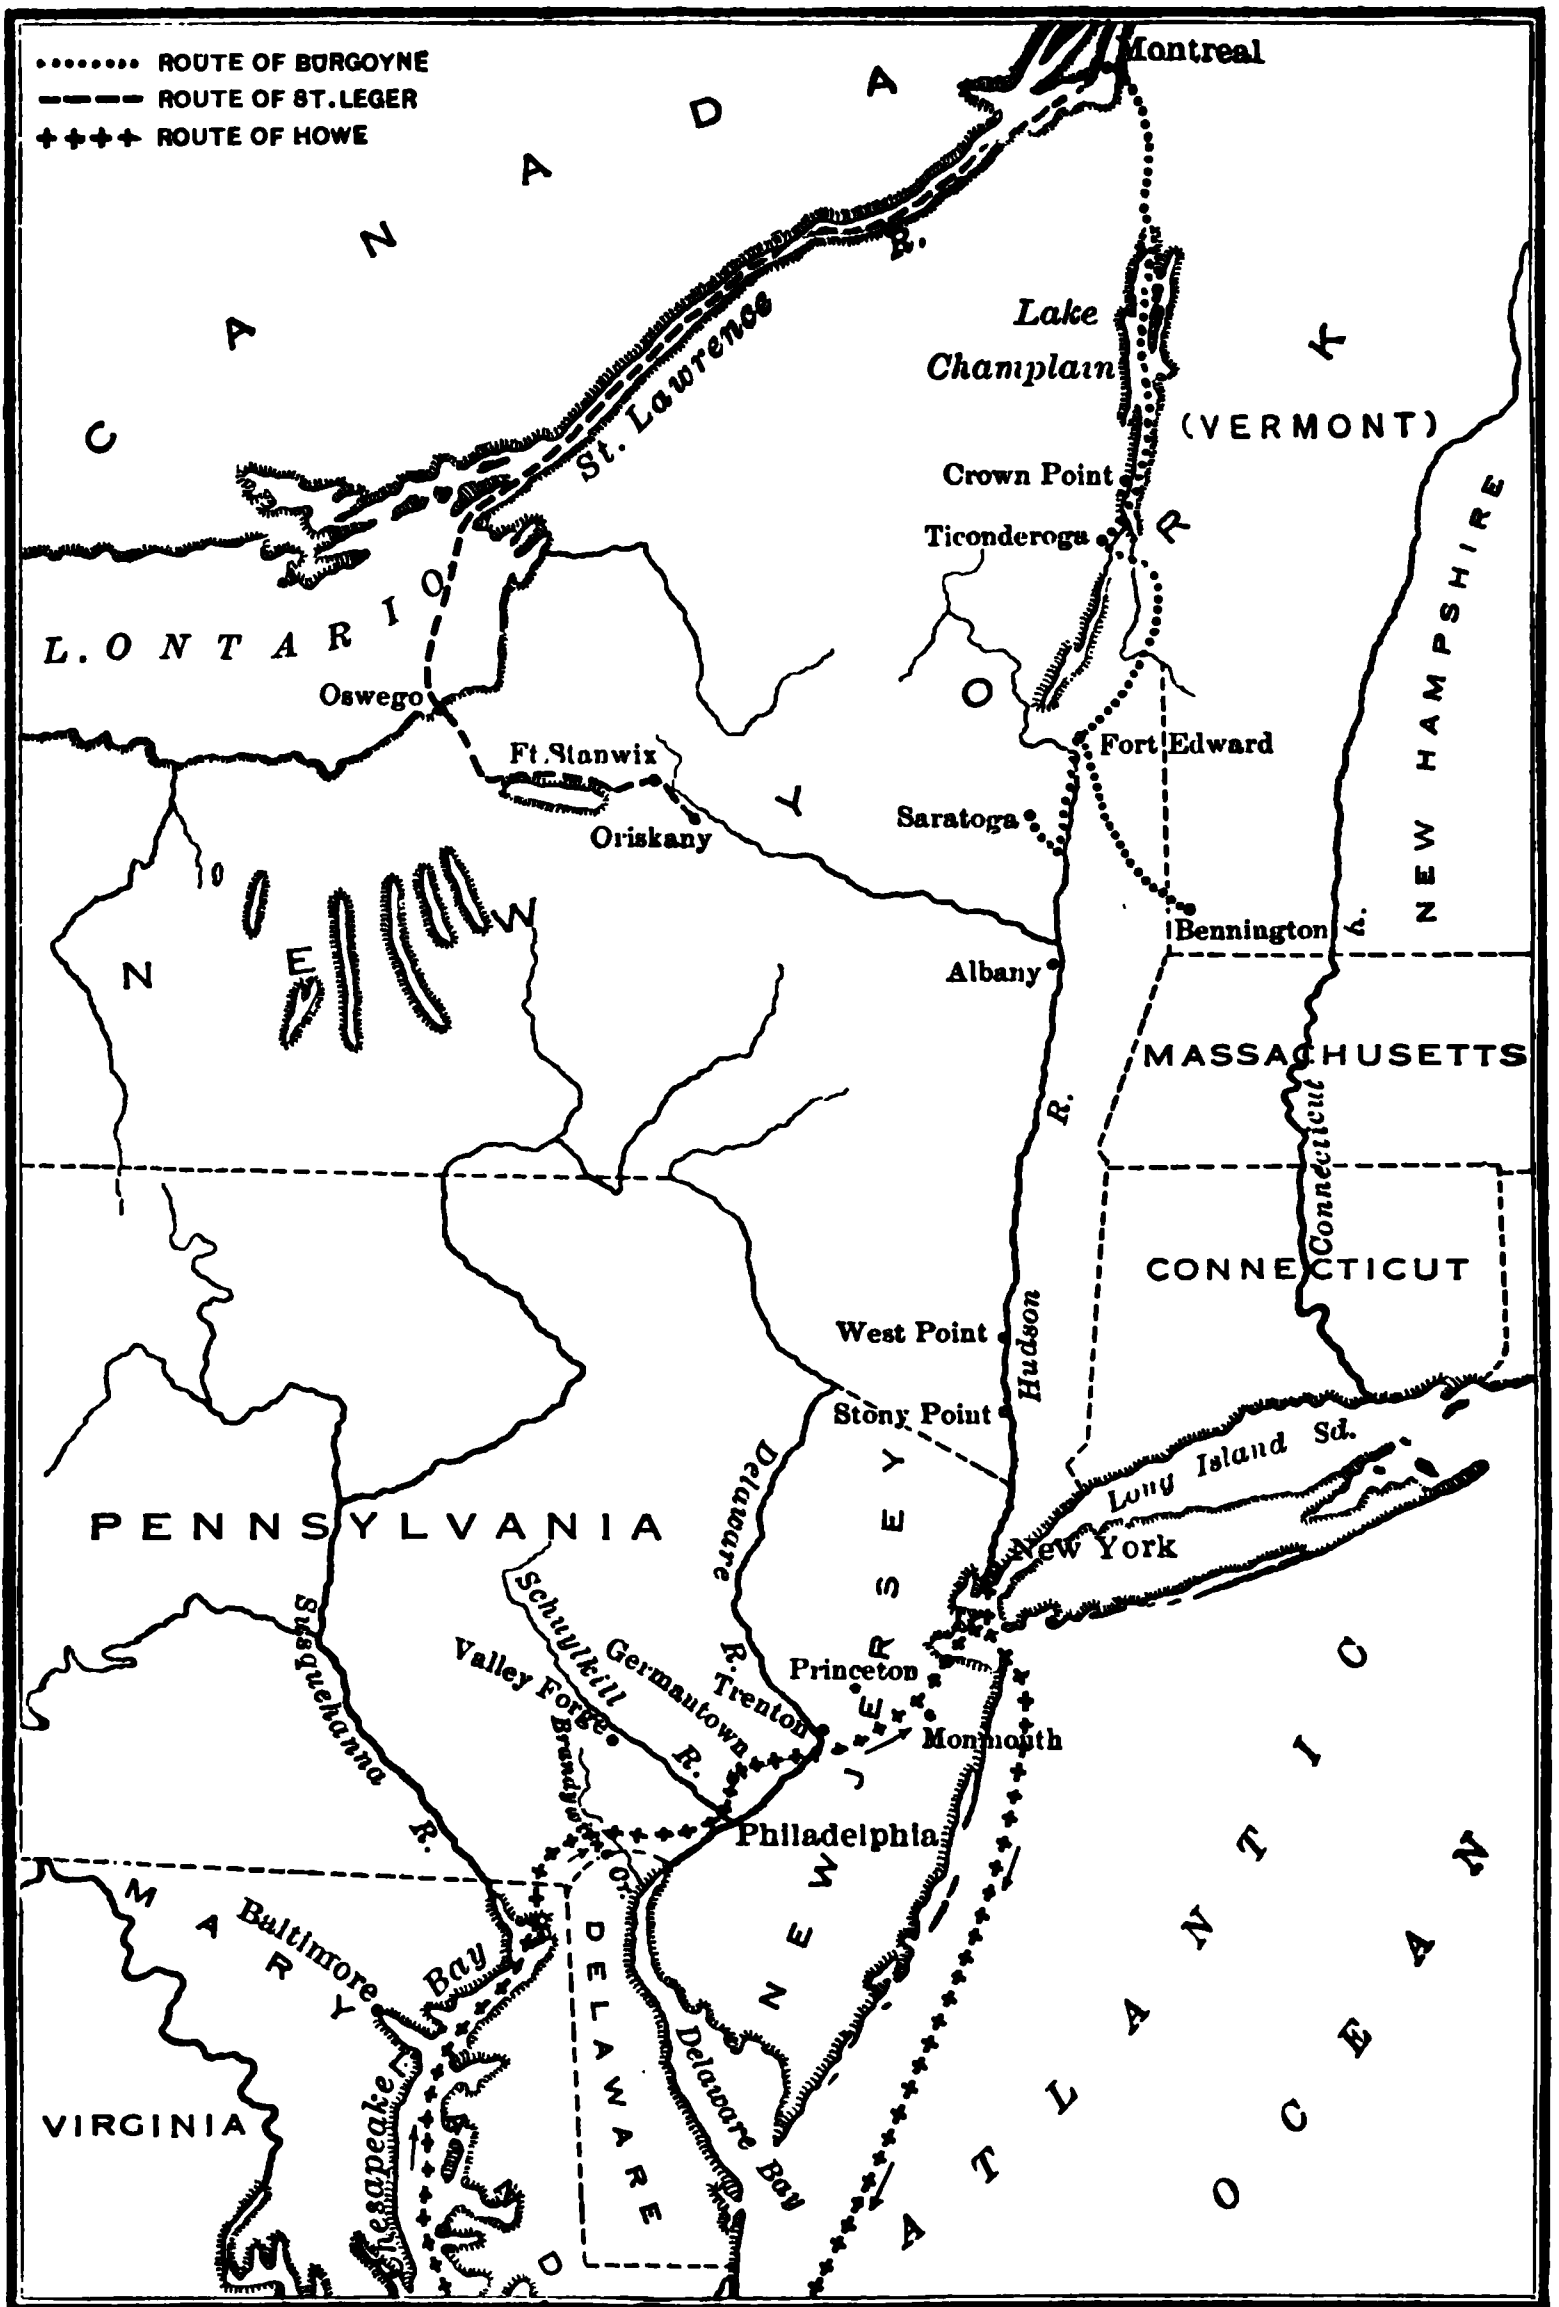 ROUTE OF BURGOYNE
ROUTE OF ST. LEGER
ROUTE OF HOWE
Montreal
CANADA
St. Lawrence R.
Lake
Champlain
(VERMONT)
Crown Point
Ticonderoga
L. ONTARIO
Oswego
Ft. Stanwix
Oriskany
Fort Edward
Saratoga
Bennington
Albany
NEW YORK
NEW HAMPSHIRE
MASSACHUSETTS
Connecticut R.
CONNECTICUT
West Point
Hudson R.
Stony Point
Long Island Sd.
New York
PENNSYLVANIA
Delaware R.
Susquehanna R.
Schuylkill R.
Valley Forge
Germantown
Trenton
Princeton
Monmouth
Brandywine Cr.
Philadelphia
NEW JERSEY
MARYLAND
Baltimore
Chesapeake Bay
DELAWARE
Delaware Bay
VIRGINIA
ATLANTIC
OCEAN